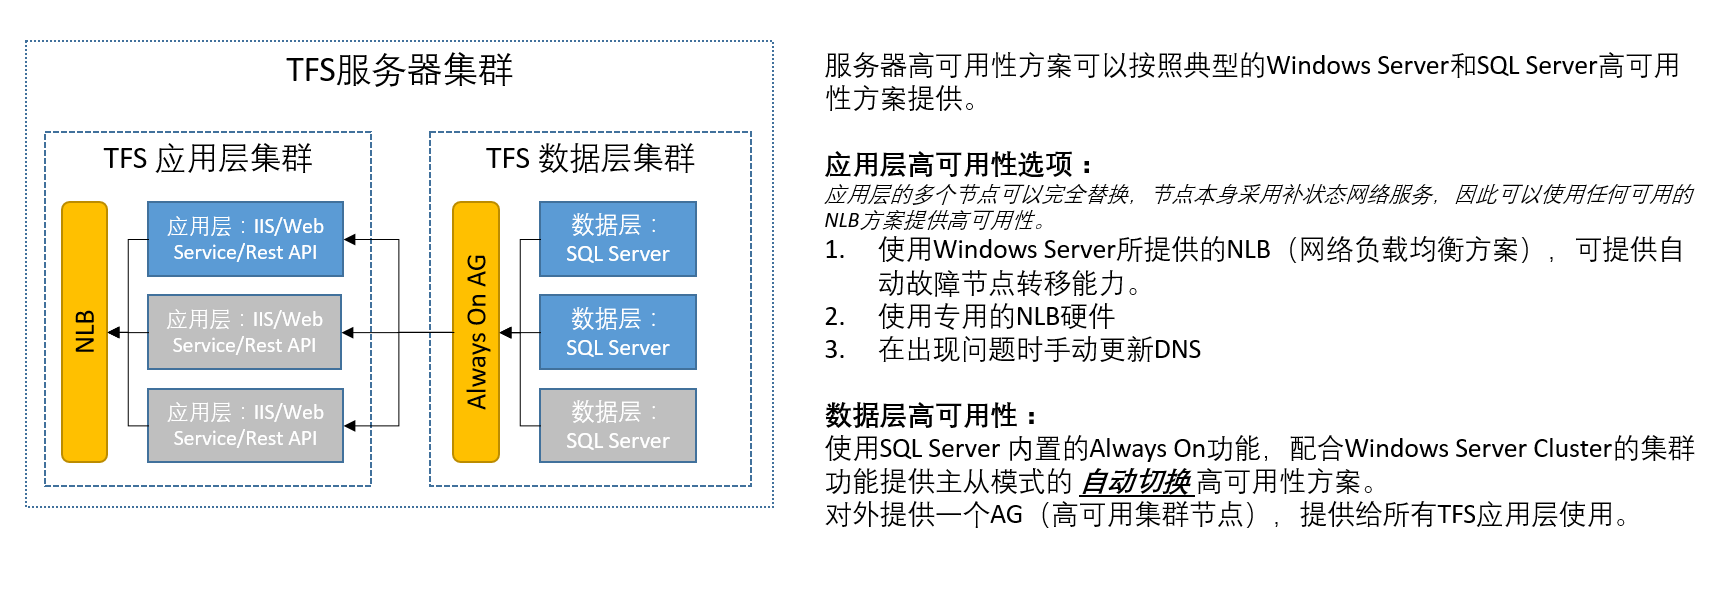 TFS服务器集群
TFS 应用层集群
NLB
应用层：IIS/Web
Service/Rest API
应用层：IIS/Web
Service/Rest API
应用层：IIS/Web
Service/Rest API
TFS 数据层集群
Always On AG
数据层：
SQL Server
数据层：
SQL Server
数据层：
SQL Server
服务器高可用性方案可以按照典型的Windows Server和SQL Server高可用
性方案提供。
应用层高可用性选项：
应用层的多个节点可以完全替换，节点本身采用补状态网络服务，因此可以使用任何可用的
NLB方案提供高可用性。
1. 使用Windows Server所提供的NLB（网络负载均衡方案），可提供自
动故障节点转移能力。
2. 使用专用的NLB硬件
3. 在出现问题时手动更新DNS
数据层高可用性：
使用SQL Server 内置的Always On功能，配合Windows Server Cluster的集群
功能提供主从模式的 自动切换 高可用性方案。
对外提供一个AG（高可用集群节点），提供给所有TFS应用层使用。